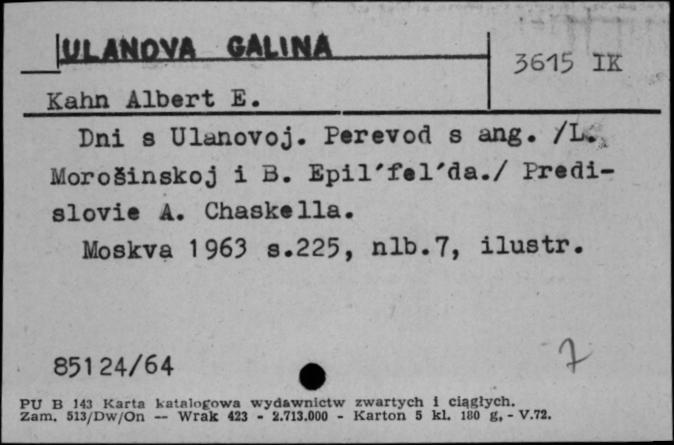 ULANOVA GALINA
3615 IK
Kahn Albert E.
Dni s Ulanovoj. Perevod s ang. /L.
Morošinskoj i B. Epil'fel'da./ Predi-
slovie A. Chaskella.
Moskva 1963 s.225, nlb.7, ilustr.
85124/64
7
PU B 143 Karta katalogowa wydawnictw zwartych i ciągłych.
Zam. 513/Dw/On — Wrak 423 - 2.713.000 - Karton 5 kl. 180 g, - V.72.